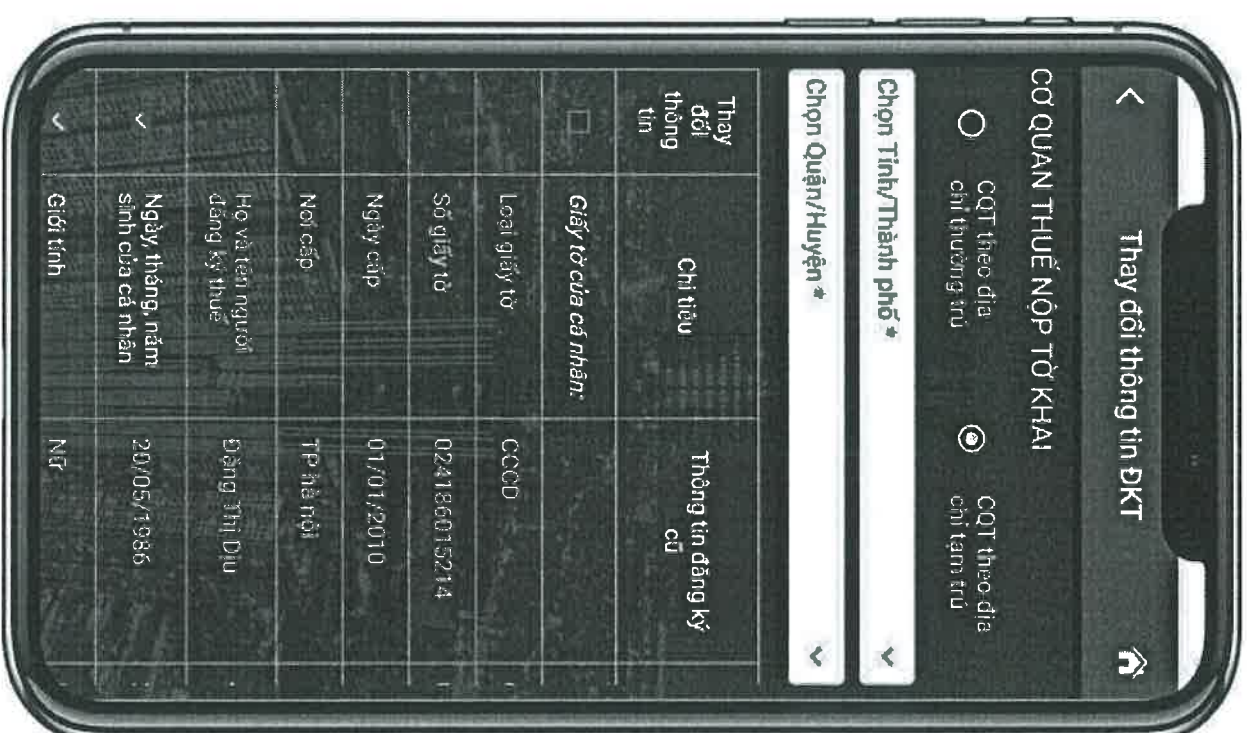 Thay đổi thông tin ĐKT
CƠ QUAN THUẾ NỘP TỜ KHAI
CQT theo địa
chỉ thường trú
CQT theo địa
chỉ tạm trú
Chọn Tỉnh/Thành phố *
Chọn Quận/Huyện *
Thay
đổi
thông
tin
Chỉ tiêu
Thông tin đăng ký
cũ
Giấy tờ của cá nhân:
Loại giấy tờ
CCCD
Số giấy tờ
024186015214
Ngày cấp
01/01/2010
Nơi cấp
TP hà nội
Họ và tên người
đăng ký thuế
Đặng Thị Dịu
Ngày, tháng, năm
sinh của cá nhân
20/05/1986
Giới tính
Nữ